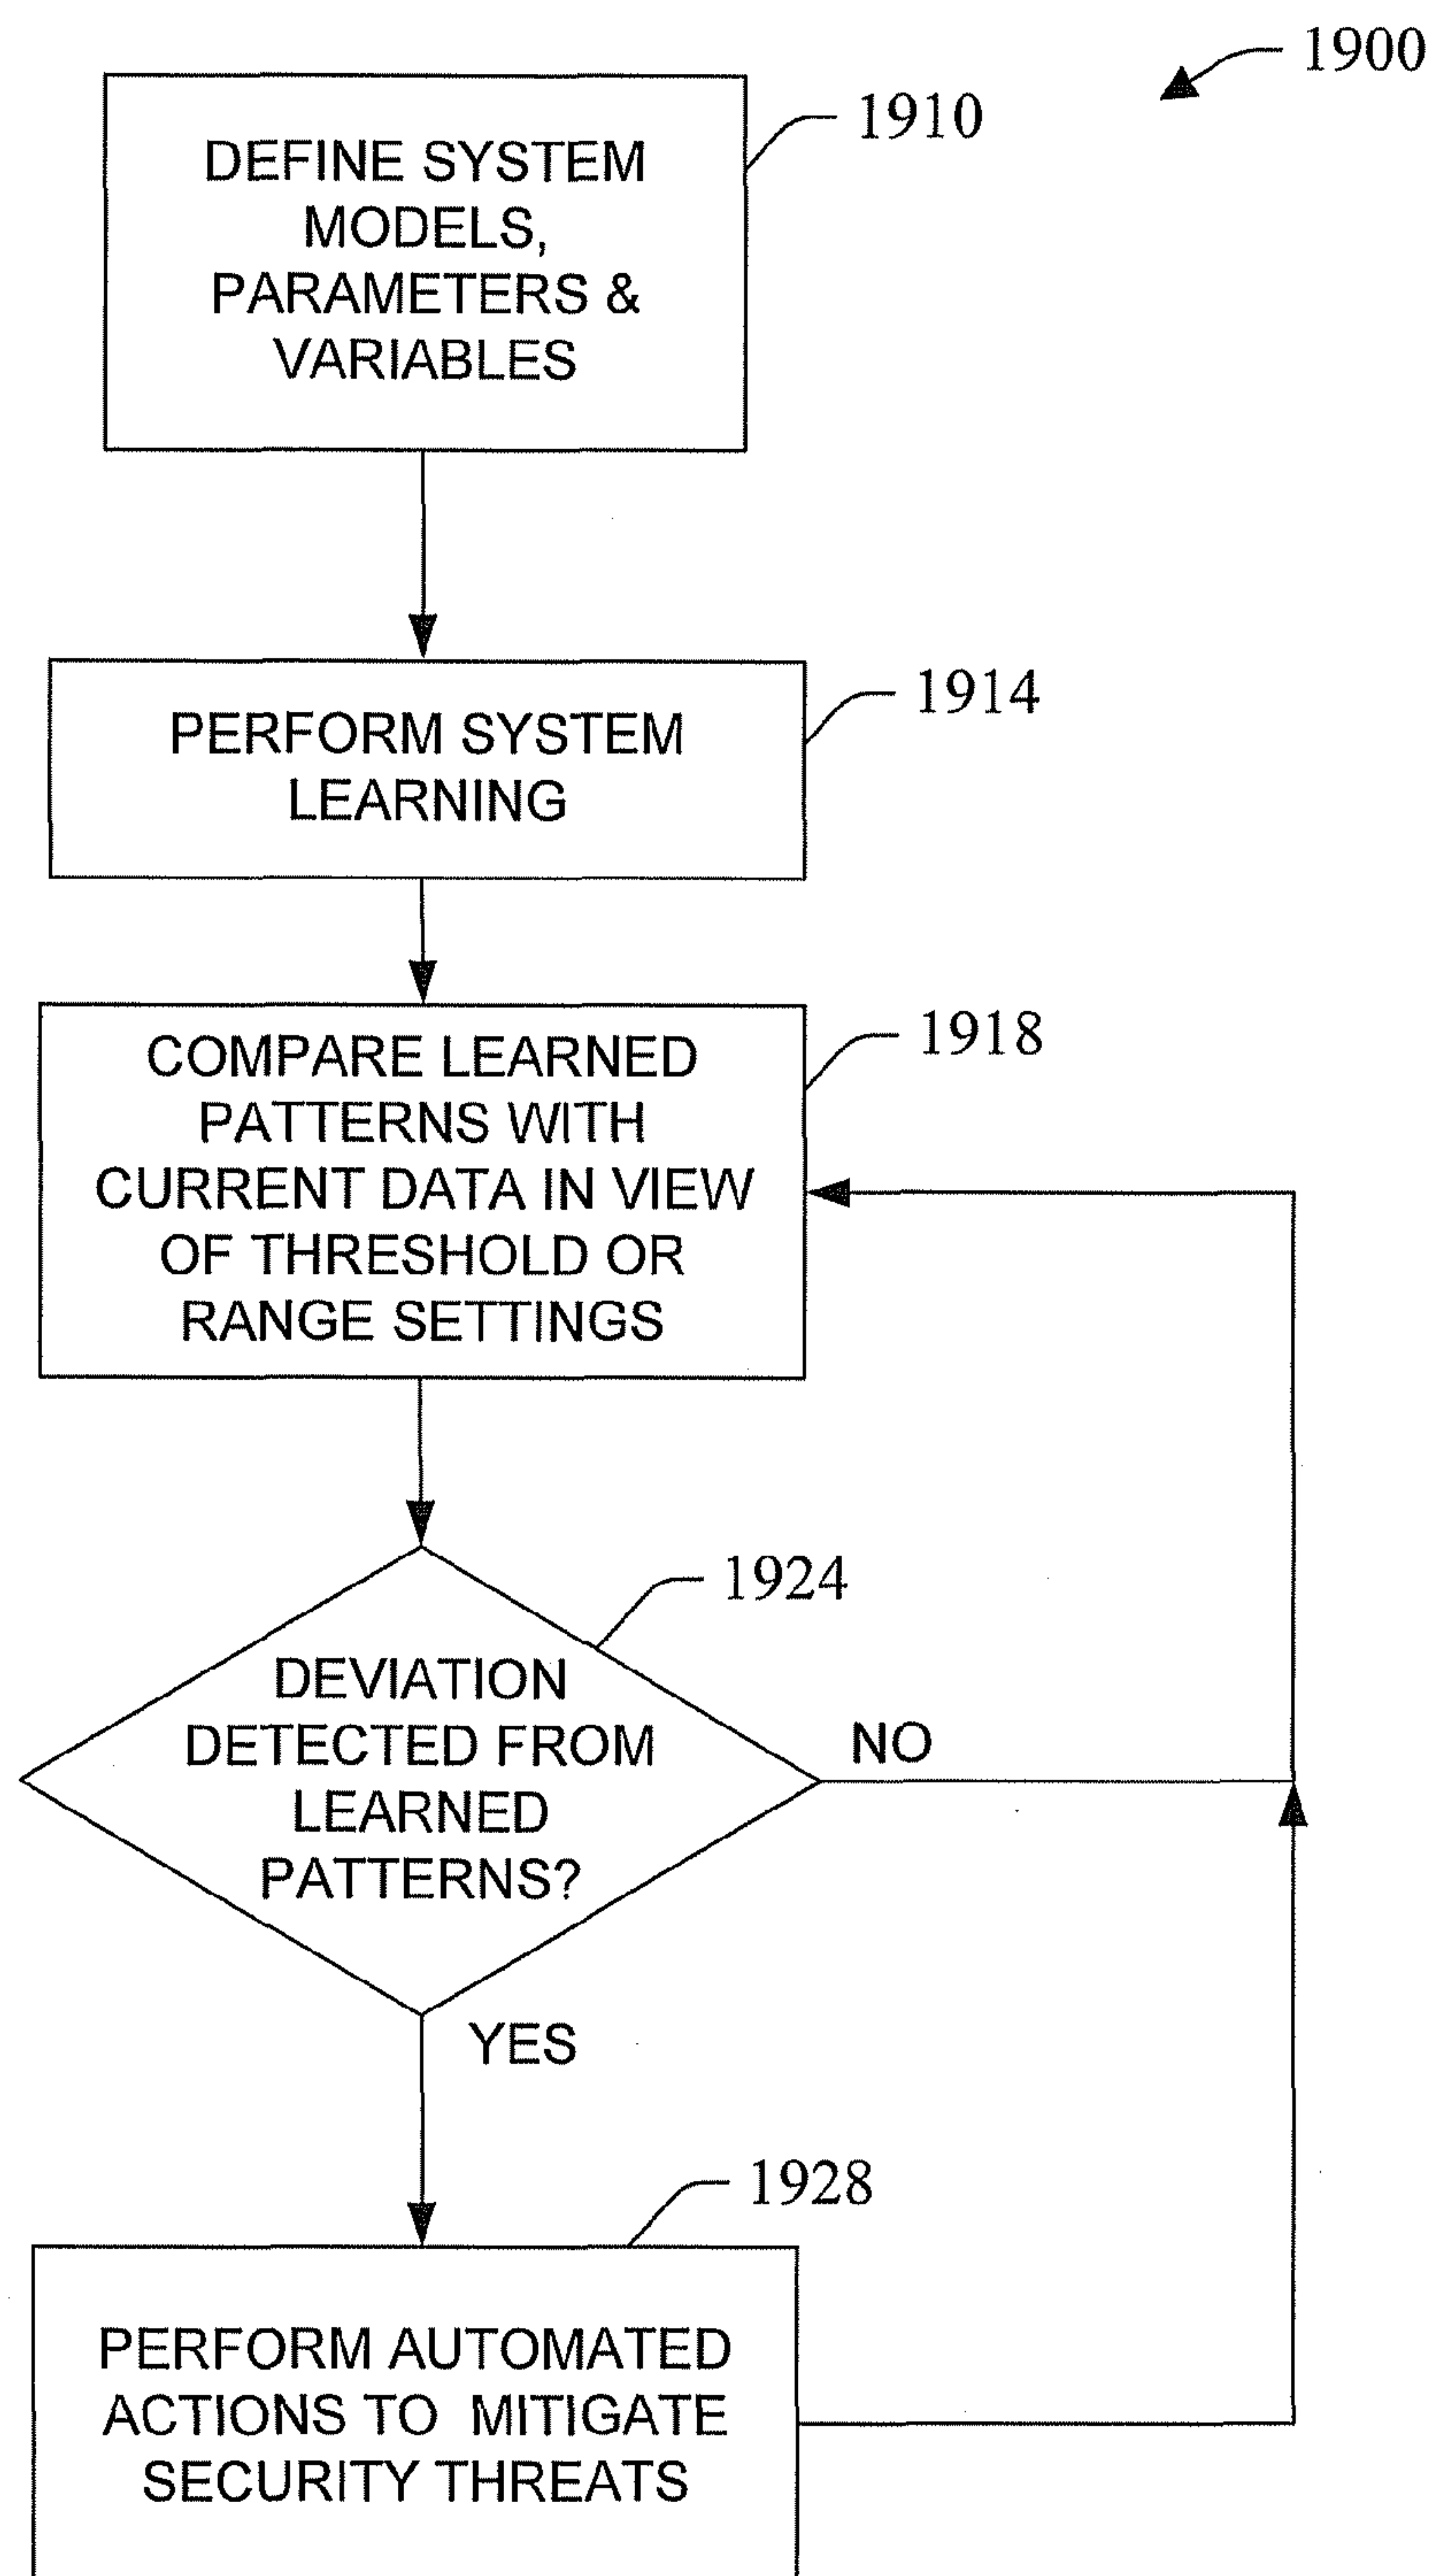 1900
1910
DEFINE SYSTEM
MODELS,
PARAMETERS &
VARIABLES
1914
PERFORM SYSTEM
LEARNING
1918
COMPARE LEARNED
PATTERNS WITH
CURRENT DATA IN VIEW
OF THRESHOLD OR
RANGE SETTINGS
1924
DEVIATION
DETECTED FROM
LEARNED
PATTERNS?
NO
YES
1928
PERFORM AUTOMATED
ACTIONS TO MITIGATE
SECURITY THREATS